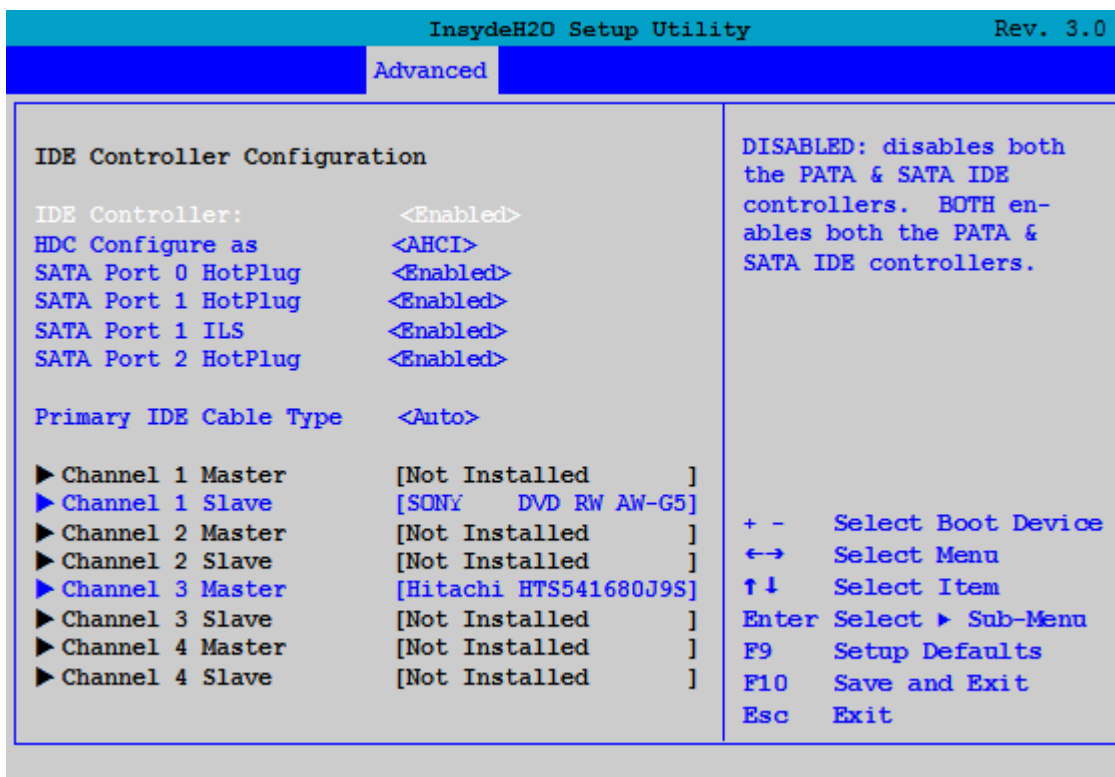 InsydeH2O Setup Utility Rev. 3.0
Advanced
IDE Controller Configuration
IDE Controller: <Enabled>
HDC Configure as <AHCI>
SATA Port 0 HotPlug <Enabled>
SATA Port 1 HotPlug <Enabled>
SATA Port 1 ILS <Enabled>
SATA Port 2 HotPlug <Enabled>
Primary IDE Cable Type <Auto>
▶ Channel 1 Master [Not Installed ]
▶ Channel 1 Slave [SONY DVD RW AW-G5]
▶ Channel 2 Master [Not Installed ]
▶ Channel 2 Slave [Not Installed ]
▶ Channel 3 Master [Hitachi HTS541680J9S]
▶ Channel 3 Slave [Not Installed ]
▶ Channel 4 Master [Not Installed ]
▶ Channel 4 Slave [Not Installed ]
DISABLED: disables both
the PATA & SATA IDE
controllers. BOTH en-
ables both the PATA &
SATA IDE controllers.
+ - Select Boot Device
←→ Select Menu
↑↓ Select Item
Enter Select ▶ Sub-Menu
F9 Setup Defaults
F10 Save and Exit
Esc Exit